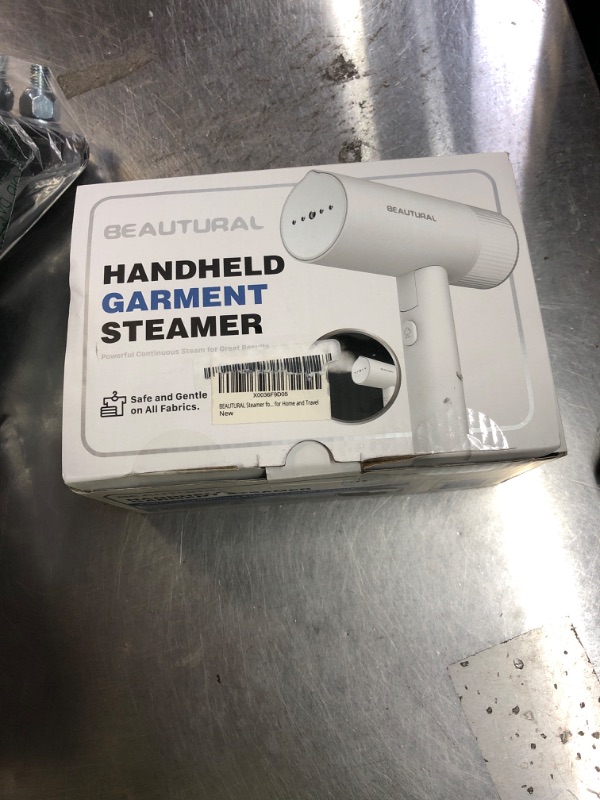 BEAUTURAL
HANDHELD
GARMENT
STEAMER
Powerful Continuous Steam for Great Results
Safe and Gentle
on All Fabrics.
BEAUTURAL
BEAUTURAL Steamer fo... for Home and Travel
New